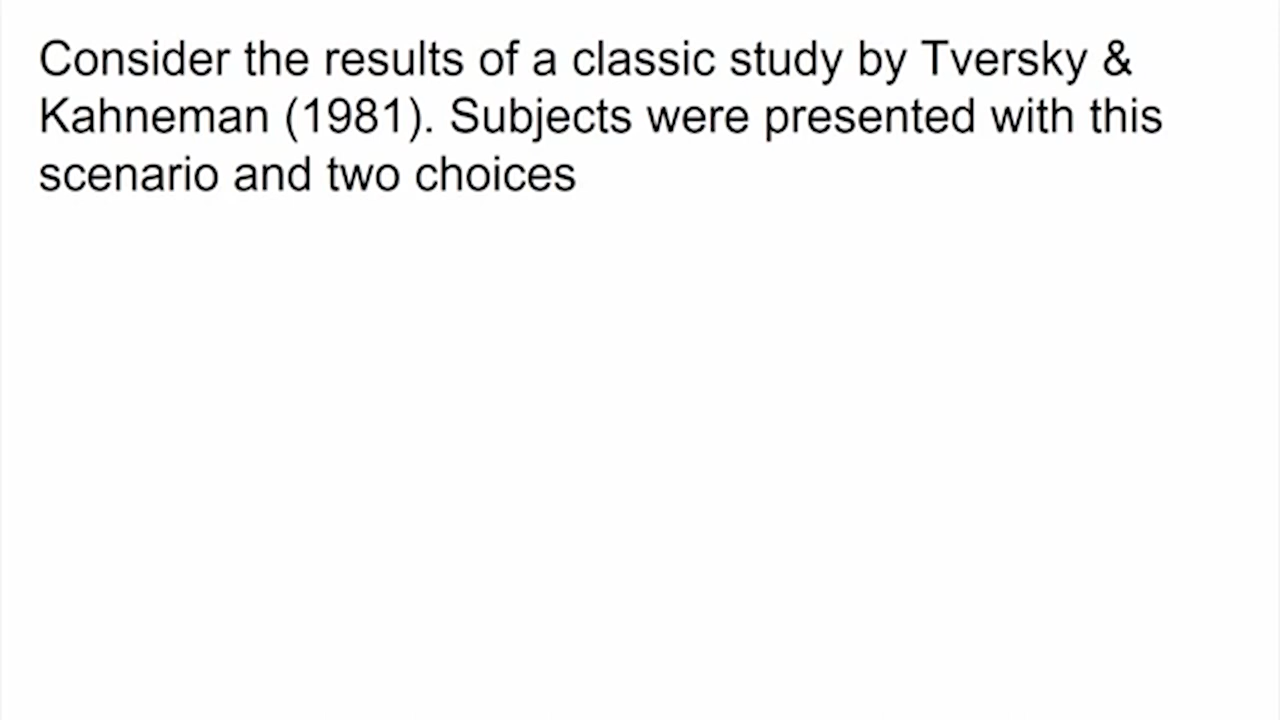 Consider the results of a classic study by Tversky &
Kahneman (1981). Subjects were presented with this
scenario and two choices